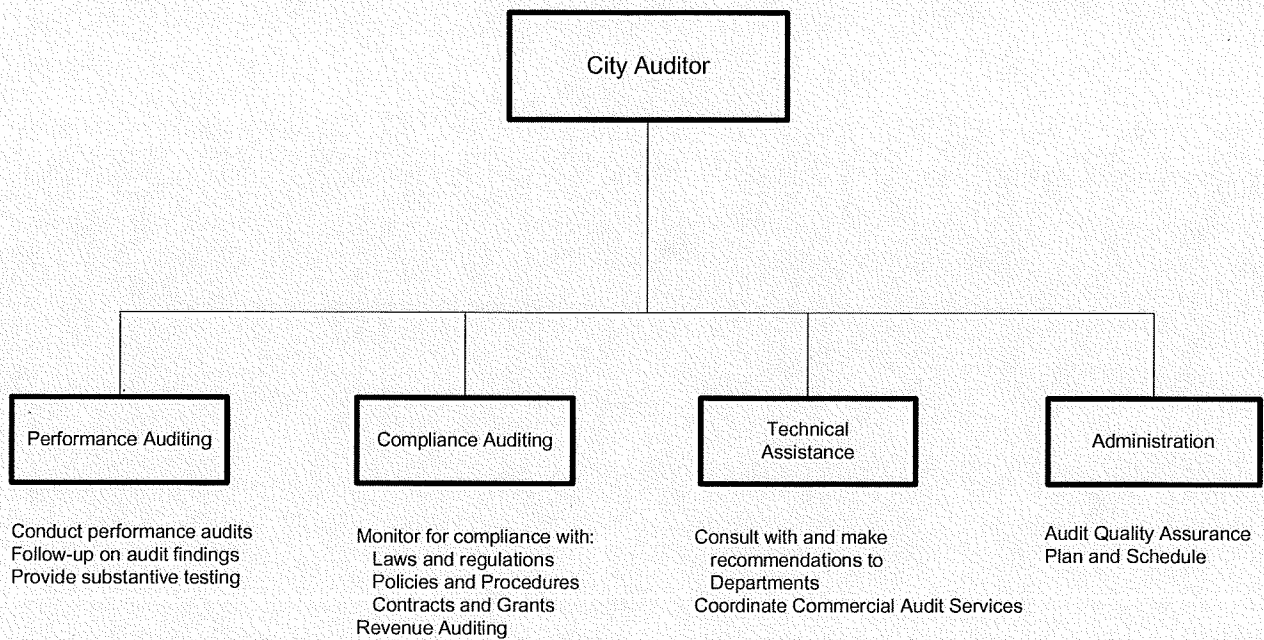 City Auditor
Performance Auditing
Conduct performance audits
Follow-up on audit findings
Provide substantive testing
Compliance Auditing
Monitor for compliance with:
Laws and regulations
Policies and Procedures
Contracts and Grants
Revenue Auditing
Technical
Assistance
Consult with and make
recommendations to
Departments
Coordinate Commercial Audit Services
Administration
Audit Quality Assurance
Plan and Schedule